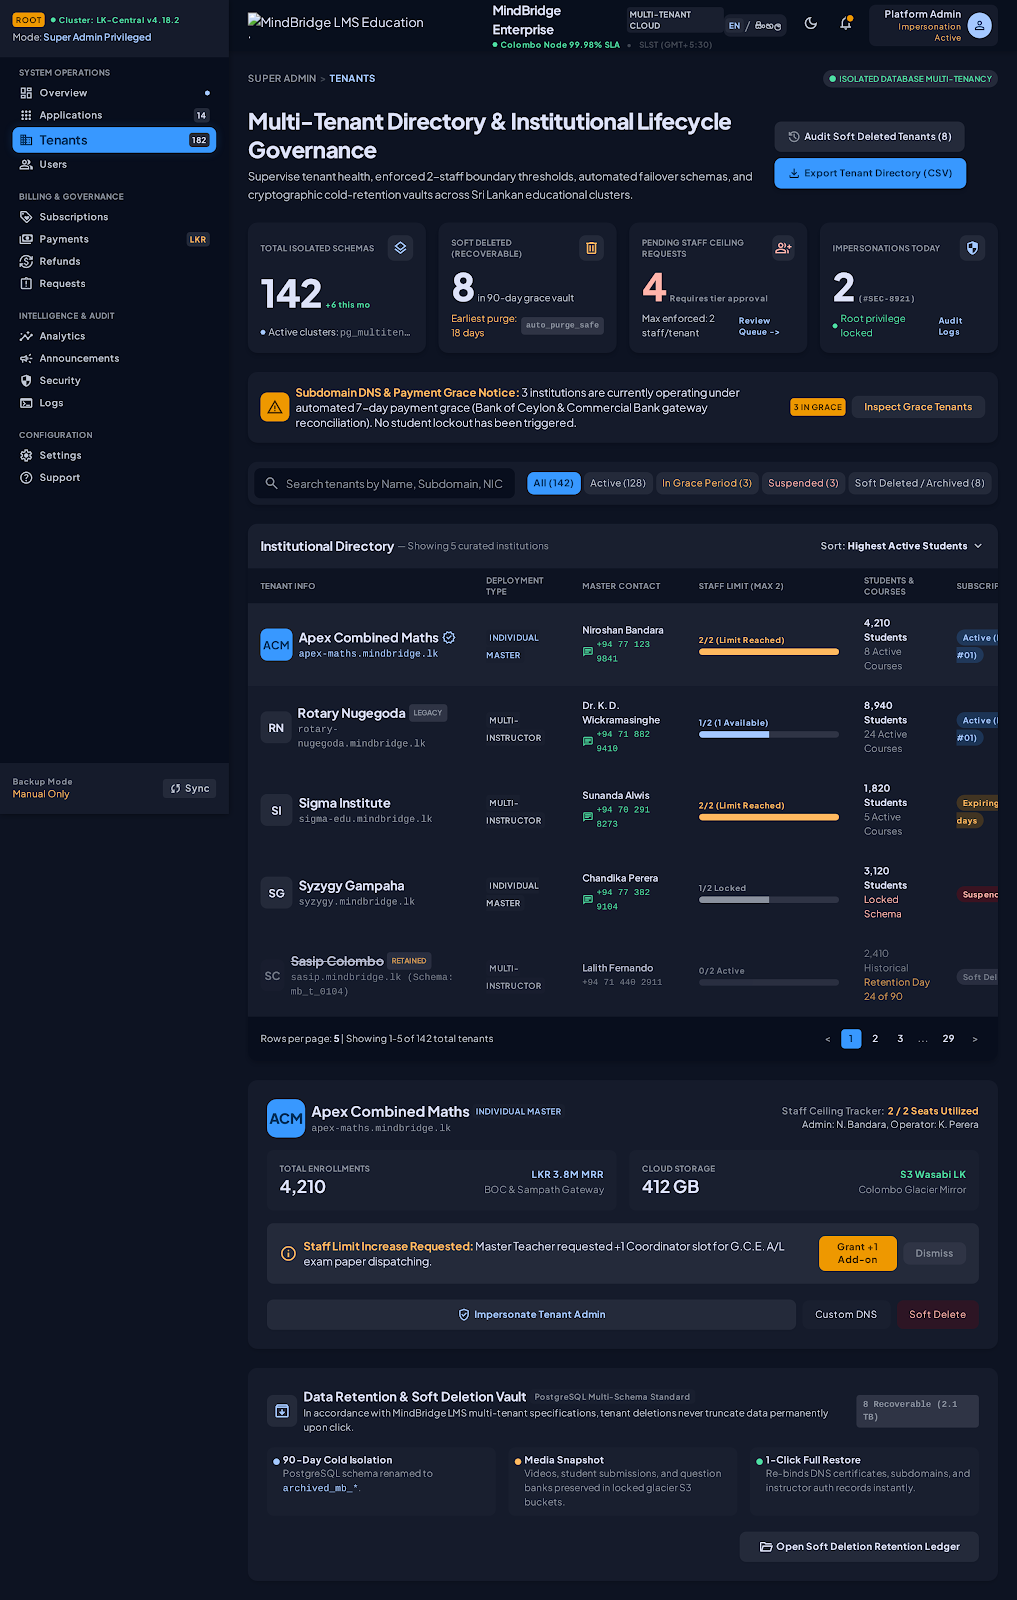 ROOT Cluster: LK-Central v4.18.2
Mode: Super Admin Privileged
SYSTEM OPERATIONS
Overview
Applications 14
Tenants 182
Users
BILLING & GOVERNANCE
Subscriptions
Payments LKR
Refunds
Requests
INTELLIGENCE & AUDIT
Analytics
Announcements
Security
Logs
CONFIGURATION
Settings
Support
Backup Mode
Manual Only
Sync
MindBridge LMS Education
MindBridge
Enterprise
MULTI-TENANT
CLOUD
Colombo Node 99.98% SLA • SLST (GMT+ 5:30)
EN / සිංහල
Platform Admin
Impersonation
Active
SUPER ADMIN > TENANTS
ISOLATED DATABASE MULTI-TENANCY
Multi-Tenant Directory & Institutional Lifecycle
Governance
Supervise tenant health, enforced 2-staff boundary thresholds, automated failover schemas, and
cryptographic cold-retention vaults across Sri Lankan educational clusters.
Audit Soft Deleted Tenants (8)
Export Tenant Directory (CSV)
TOTAL ISOLATED SCHEMAS
142 +6 this mo
Active clusters: pg_multiten…
SOFT DELETED
(RECOVERABLE)
8 in 90-day grace vault
Earliest purge:
18 days
auto_purge_safe
PENDING STAFF CEILING
REQUESTS
4 Requires tier approval
Max enforced: 2
staff/tenant
Review
Queue ->
IMPERSONATIONS TODAY
2 (#SEC-8921)
Root privilege
locked
Audit
Logs
Subdomain DNS & Payment Grace Notice: 3 institutions are currently operating under
automated 7-day payment grace (Bank of Ceylon & Commercial Bank gateway
reconciliation). No student lockout has been triggered.
3 IN GRACE
Inspect Grace Tenants
Search tenants by Name, Subdomain, NIC
All (142)
Active (128)
In Grace Period (3)
Suspended (3)
Soft Deleted / Archived (8)
Institutional Directory — Showing 5 curated institutions
Sort: Highest Active Students
TENANT INFO
DEPLOYMENT
TYPE
MASTER CONTACT
STAFF LIMIT (MAX 2)
STUDENTS &
COURSES
SUBSCRIP
ACM
Apex Combined Maths
apex-maths.mindbridge.lk
INDIVIDUAL
MASTER
Niroshan Bandara
+94 77 123
9841
2/2 (Limit Reached)
4,210
Students
8 Active
Courses
Active (
#01)
RN
Rotary Nugegoda LEGACY
rotary-
nugegoda.mindbridge.lk
MULTI-
INSTRUCTOR
Dr. K. D.
Wickramasinghe
+94 71 882
9410
1/2 (1 Available)
8,940
Students
24 Active
Courses
Active (
#01)
SI
Sigma Institute
sigma-edu.mindbridge.lk
MULTI-
INSTRUCTOR
Sunanda Alwis
+94 70 291
8273
2/2 (Limit Reached)
1,820
Students
5 Active
Courses
Expiring
days
SG
Syzygy Gampaha
syzygy.mindbridge.lk
INDIVIDUAL
MASTER
Chandika Perera
+94 77 382
9104
1/2 Locked
3,120
Students
Locked
Schema
Suspend
SC
Sasip Colombo RETAINED
sasip.mindbridge.lk (Schema:
mb_t_0104)
MULTI-
INSTRUCTOR
Lalith Fernando
+94 71 440 2911
0/2 Active
2,410
Historical
Retention Day
24 of 90
Soft Del
Rows per page: 5 | Showing 1-5 of 142 total tenants
< 1 2 3 ... 29 >
ACM
Apex Combined Maths INDIVIDUAL MASTER
apex-maths.mindbridge.lk
Staff Ceiling Tracker: 2 / 2 Seats Utilized
Admin: N. Bandara, Operator: K. Perera
TOTAL ENROLLMENTS
4,210
LKR 3.8M MRR
BOC & Sampath Gateway
CLOUD STORAGE
412 GB
S3 Wasabi LK
Colombo Glacier Mirror
Staff Limit Increase Requested: Master Teacher requested +1 Coordinator slot for G.C.E. A/L
exam paper dispatching.
Grant +1
Add-on
Dismiss
Impersonate Tenant Admin
Custom DNS
Soft Delete
Data Retention & Soft Deletion Vault PostgreSQL Multi-Schema Standard
In accordance with MindBridge LMS multi-tenant specifications, tenant deletions never truncate data permanently
upon click.
8 Recoverable (2.1
TB)
90-Day Cold Isolation
PostgreSQL schema renamed to
archived_mb_*.
Media Snapshot
Videos, student submissions, and question
banks preserved in locked glacier S3
buckets.
1-Click Full Restore
Re-binds DNS certificates, subdomains, and
instructor auth records instantly.
Open Soft Deletion Retention Ledger